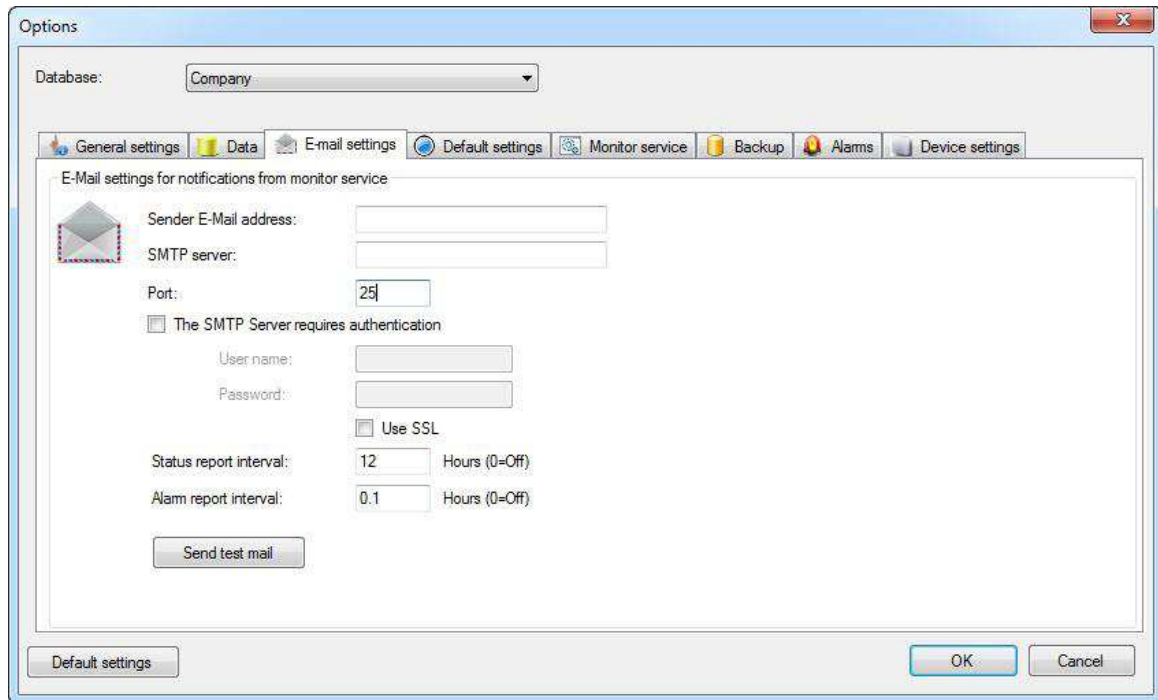 Options
Database: Company
General settings Data E-mail settings Default settings Monitor service Backup Alarms Device settings
E-Mail settings for notifications from monitor service
Sender E-Mail address:
SMTP server:
Port: 25
The SMTP Server requires authentication
User name:
Password:
Use SSL
Status report interval: 12 Hours (0=Off)
Alarm report interval: 0.1 Hours (0=Off)
Send test mail
Default settings OK Cancel